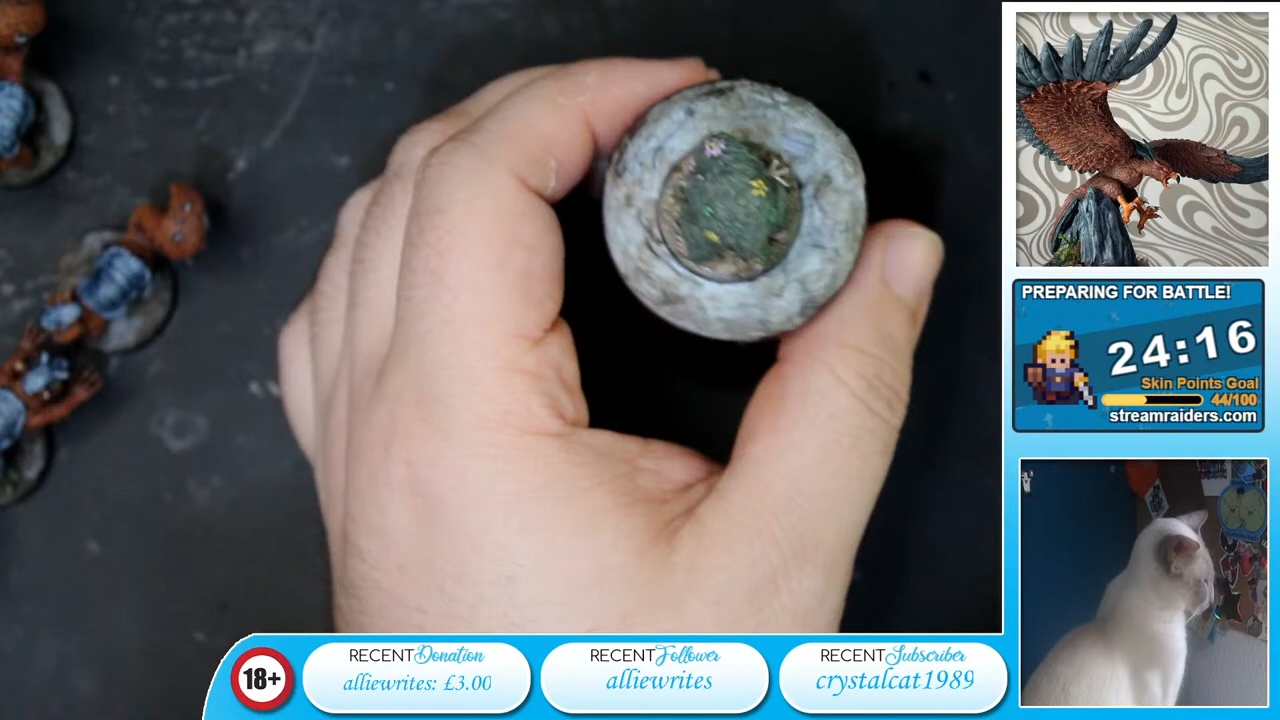 PREPARING FOR BATTLE!
24:16
Skin Points Goal
44/100
streamraiders.com
18+
RECENT Donation
alliewrites: £3.00
RECENT Follower
alliewrites
RECENT Subscriber
crystalcat1989